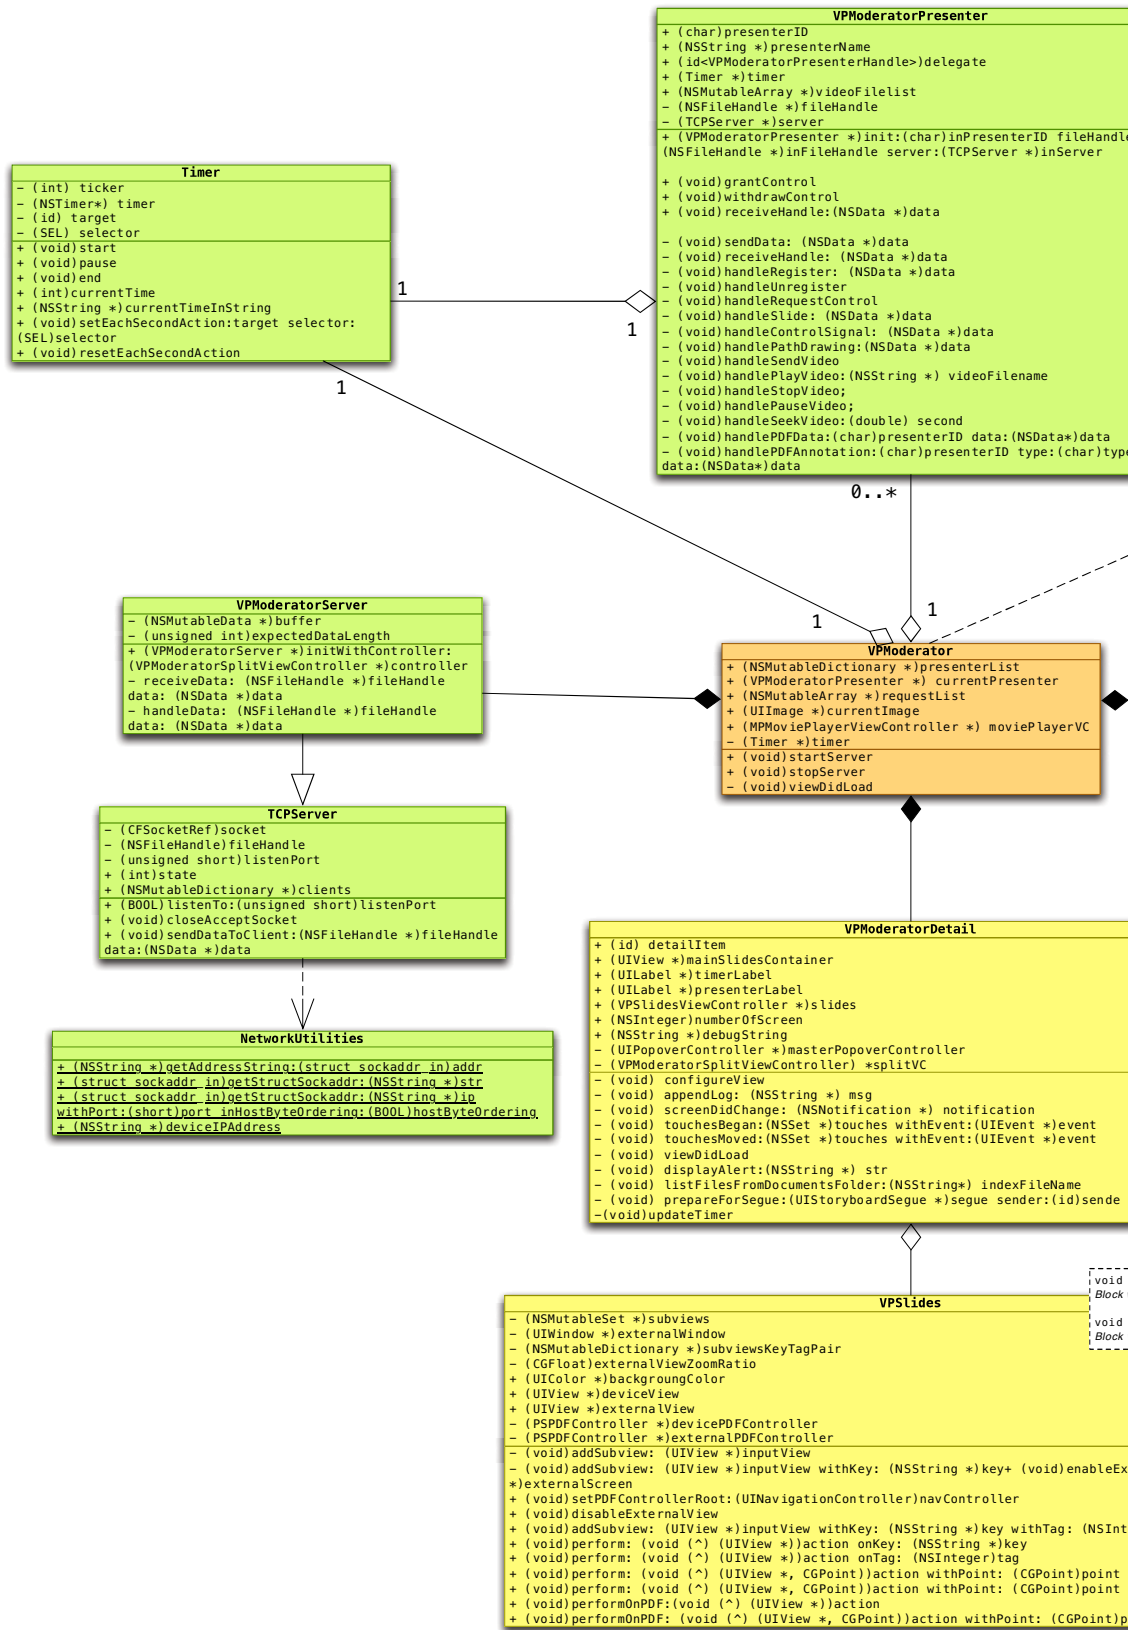 VPModeratorPresenter
+ (char)presenterID
+ (NSString *)presenterName
+ (id<VPModeratorPresenterHandle>)delegate
+ (Timer *)timer
+ (NSMutableArray *)videoFilelist
− (NSFileHandle *)fileHandle
− (TCPServer *)server
+ (VPModeratorPresenter *)init:(char)inPresenterID fileHandle
(NSFileHandle *)inFileHandle server:(TCPServer *)inServer
+ (void)grantControl
+ (void)withdrawControl
+ (void)receiveHandle:(NSData *)data
− (void)sendData: (NSData *)data
− (void)receiveHandle: (NSData *)data
− (void)handleRegister: (NSData *)data
− (void)handleUnregister
− (void)handleRequestControl
− (void)handleSlide: (NSData *)data
− (void)handleControlSignal: (NSData *)data
− (void)handlePathDrawing:(NSData *)data
− (void)handleSendVideo
− (void)handlePlayVideo:(NSString *) videoFilename
− (void)handleStopVideo;
− (void)handlePauseVideo;
− (void)handleSeekVideo:(double) second
− (void)handlePDFData:(char)presenterID data:(NSData*)data
− (void)handlePDFAnnotation:(char)presenterID type:(char)type
data:(NSData*)data
Timer
− (int) ticker
− (NSTimer*) timer
− (id) target
− (SEL) selector
+ (void)start
+ (void)pause
+ (void)end
+ (int)currentTime
+ (NSString *)currentTimeInString
+ (void)setEachSecondAction:target selector:
(SEL)selector
+ (void)resetEachSecondAction
1
1
1
0..*
1
1
VPModeratorServer
− (NSMutableData *)buffer
− (unsigned int)expectedDataLength
+ (VPModeratorServer *)initWithController:
(VPModeratorSplitViewController *)controller
− receiveData: (NSFileHandle *)fileHandle
data: (NSData *)data
− handleData: (NSFileHandle *)fileHandle
data: (NSData *)data
VPModerator
+ (NSMutableDictionary *)presenterList
+ (VPModeratorPresenter *) currentPresenter
+ (NSMutableArray *)requestList
+ (UIImage *)currentImage
+ (MPMoviePlayerViewController *) moviePlayerVC
− (Timer *)timer
+ (void)startServer
+ (void)stopServer
− (void)viewDidLoad
TCPServer
− (CFSocketRef)socket
− (NSFileHandle)fileHandle
− (unsigned short)listenPort
+ (int)state
+ (NSMutableDictionary *)clients
+ (BOOL)listenTo:(unsigned short)listenPort
+ (void)closeAcceptSocket
+ (void)sendDataToClient:(NSFileHandle *)fileHandle
data:(NSData *)data
NetworkUtilities
+ (NSString *)getAddressString:(struct sockaddr_in)addr
+ (struct sockaddr_in)getStructSockaddr:(NSString *)str
+ (struct sockaddr_in)getStructSockaddr:(NSString *)ip
withPort:(short)port inHostByteOrdering:(BOOL)hostByteOrdering
+ (NSString *)deviceIPAddress
VPModeratorDetail
+ (id) detailItem
+ (UIView *)mainSlidesContainer
+ (UILabel *)timerLabel
+ (UILabel *)presenterLabel
+ (VPSlidesViewController *)slides
+ (NSInteger)numberOfScreen
+ (NSString *)debugString
− (UIPopoverController *)masterPopoverController
− (VPModeratorSplitViewController) *splitVC
− (void) configureView
− (void) appendLog: (NSString *) msg
− (void) screenDidChange: (NSNotification *) notification
− (void) touchesBegan:(NSSet *)touches withEvent:(UIEvent *)event
− (void) touchesMoved:(NSSet *)touches withEvent:(UIEvent *)event
− (void) viewDidLoad
− (void) displayAlert:(NSString *) str
− (void) listFilesFromDocumentsFolder:(NSString*) indexFileName
− (void) prepareForSegue:(UIStoryboardSegue *)segue sender:(id)sende
−(void)updateTimer
void
Block
void
Block
VPSlides
− (NSMutableSet *)subviews
− (UIWindow *)externalWindow
− (NSMutableDictionary *)subviewsKeyTagPair
− (CGFloat)externalViewZoomRatio
+ (UIColor *)backgroungColor
+ (UIView *)deviceView
+ (UIView *)externalView
− (PSPDFController *)devicePDFController
− (PSPDFController *)externalPDFController
− (void)addSubview: (UIView *)inputView
− (void)addSubview: (UIView *)inputView withKey: (NSString *)key+ (void)enableEx
*)externalScreen
+ (void)setPDFControllerRoot:(UINavigationController)navController
+ (void)disableExternalView
+ (void)addSubview: (UIView *)inputView withKey: (NSString *)key withTag: (NSInt
+ (void)perform: (void (^) (UIView *))action onKey: (NSString *)key
+ (void)perform: (void (^) (UIView *))action onTag: (NSInteger)tag
+ (void)perform: (void (^) (UIView *, CGPoint))action withPoint: (CGPoint)point
+ (void)perform: (void (^) (UIView *, CGPoint))action withPoint: (CGPoint)point
+ (void)performOnPDF:(void (^) (UIView *))action
+ (void)performOnPDF: (void (^) (UIView *, CGPoint))action withPoint: (CGPoint)p